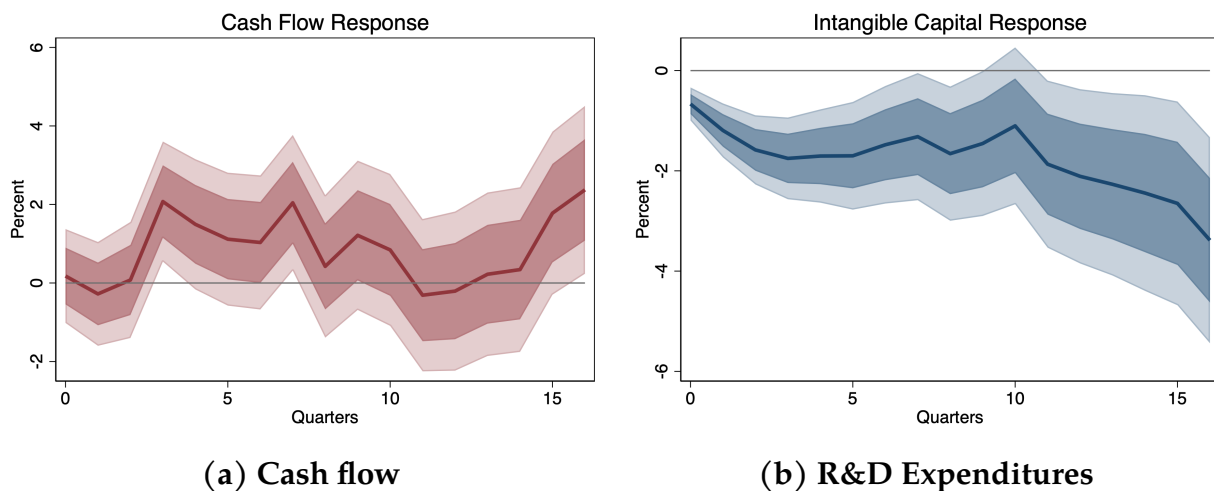 Cash Flow Response
Percent
6
4
2
0
-2
0 5 10 15
Quarters
(a) Cash flow
Intangible Capital Response
Percent
0
-2
-4
-6
0 5 10 15
Quarters
(b) R&D Expenditures